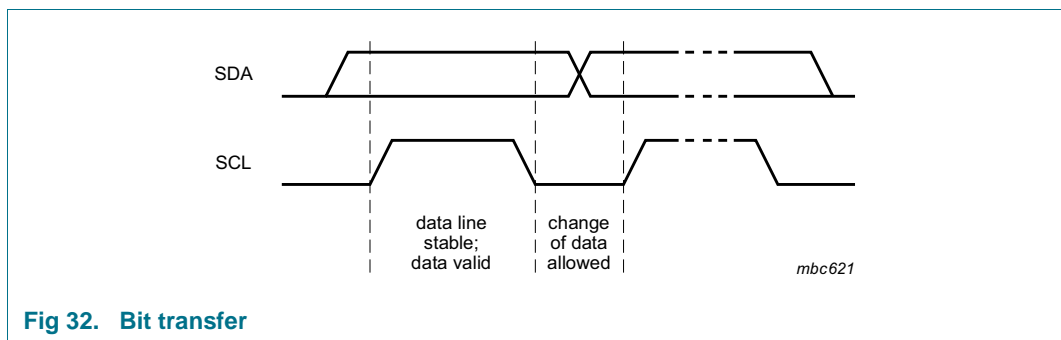 SDA
SCL
data line
stable;
data valid
change
of data
allowed
mbc621
Fig 32. Bit transfer